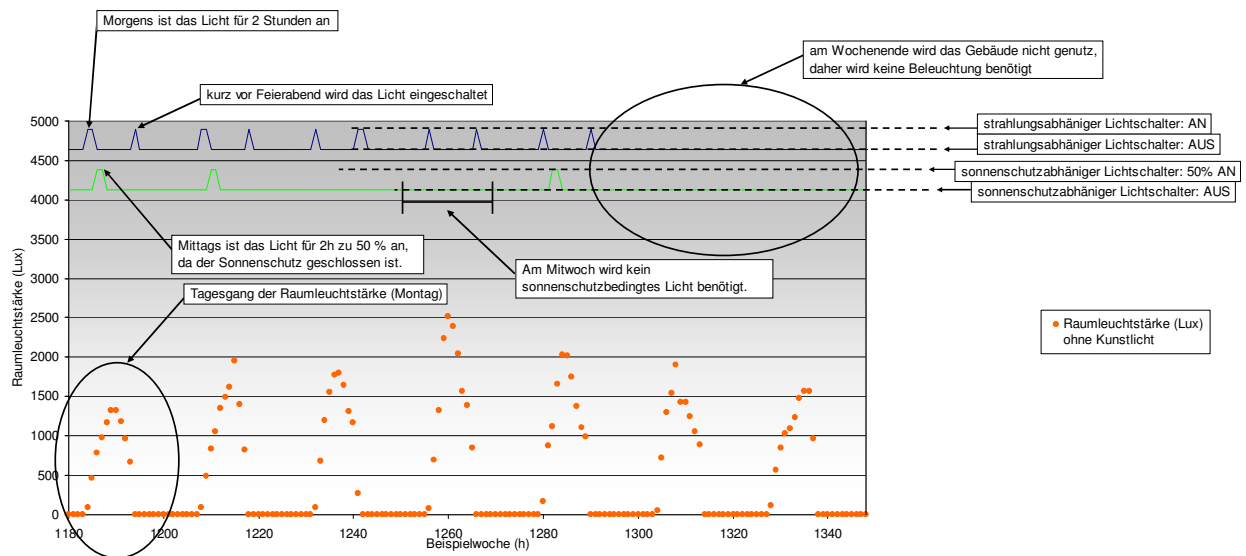 Morgens ist das Licht für 2 Stunden an
am Wochenende wird das Gebäude nicht genutz,
daher wird keine Beleuchtung benötigt
kurz vor Feierabend wird das Licht eingeschaltet
strahlungsabhäniger Lichtschalter: AN
strahlungsabhäniger Lichtschalter: AUS
sonnenschutzabhäniger Lichtschalter: 50% AN
sonnenschutzabhäniger Lichtschalter: AUS
Mittags ist das Licht für 2h zu 50 % an,
da der Sonnenschutz geschlossen ist.
Am Mitwoch wird kein
sonnenschutzbedingtes Licht benötigt.
Tagesgang der Raumleuchtstärke (Montag)
Raumleuchtstärke (Lux)
ohne Kunstlicht
Raumleuchtstärke (Lux)
5000
4500
4000
3500
3000
2500
2000
1500
1000
500
0
1180
1200
1220
1240
1260
1280
1300
1320
1340
Beispielwoche (h)